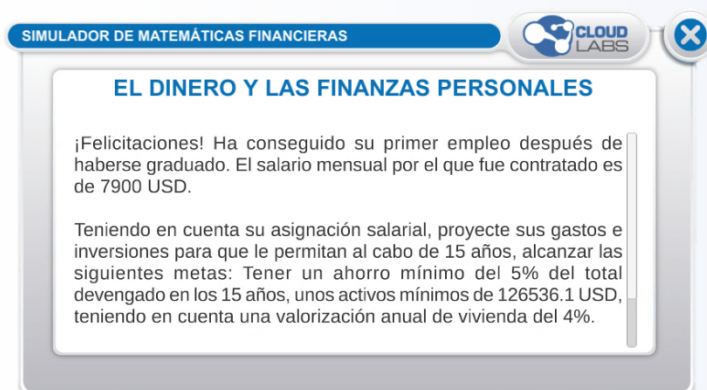 SIMULADOR DE MATEMÁTICAS FINANCIERAS
CLOUD
LABS
EL DINERO Y LAS FINANZAS PERSONALES
¡Felicitaciones! Ha conseguido su primer empleo después de
haberse graduado. El salario mensual por el que fue contratado es
de 7900 USD.
Teniendo en cuenta su asignación salarial, proyecte sus gastos e
inversiones para que le permitan al cabo de 15 años, alcanzar las
siguientes metas: Tener un ahorro mínimo del 5% del total
devengado en los 15 años, unos activos mínimos de 126536.1 USD,
teniendo en cuenta una valorización anual de vivienda del 4%.